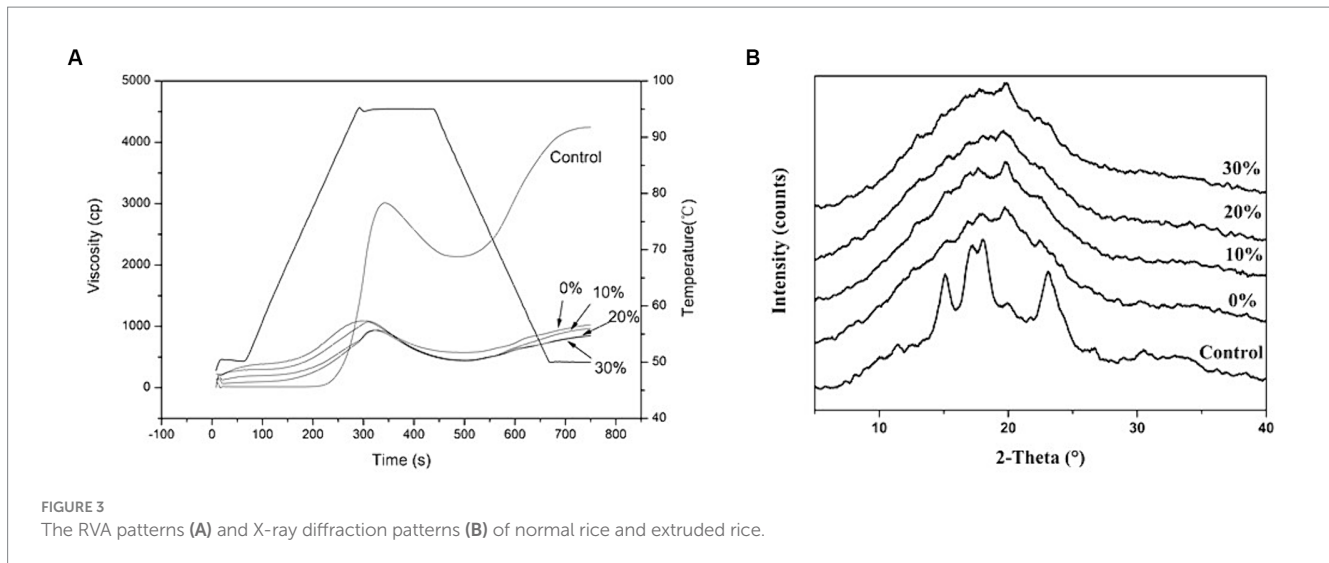 A
5000
4000
3000
2000
1000
0
Viscosity (cp)
-100 0 100 200 300 400 500 600 700 800
Time (s)
100
90
80
70
60
50
40
Temperature(℃)
Control
0%
10%
20%
30%
B
Intensity (counts)
30%
20%
10%
0%
Control
10 20 30 40
2-Theta (°)
FIGURE 3
The RVA patterns (A) and X-ray diffraction patterns (B) of normal rice and extruded rice.